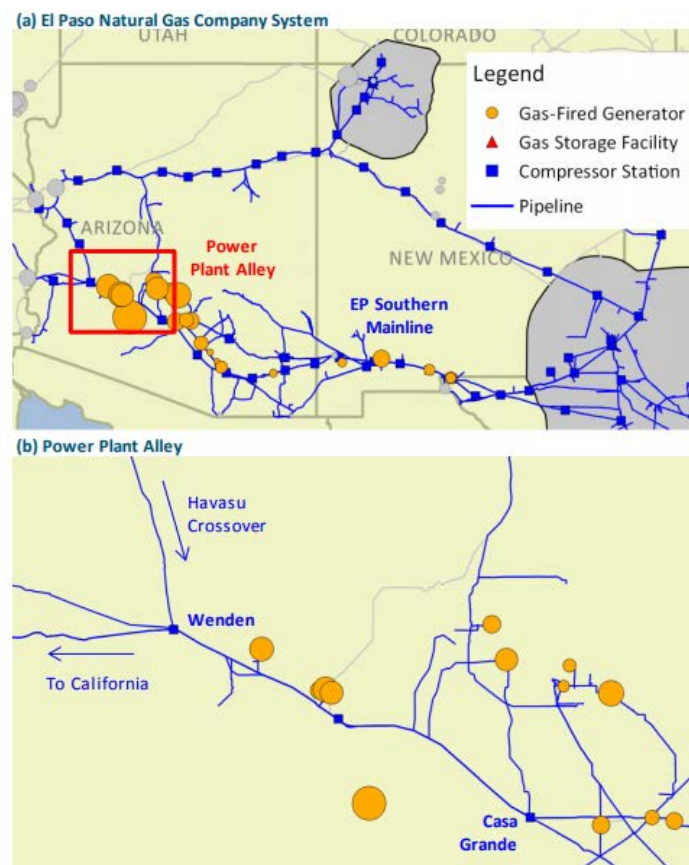 (a) El Paso Natural Gas Company System
UTAH
COLORADO
Legend
Gas-Fired Generator
Gas Storage Facility
Compressor Station
Pipeline
ARIZONA
Power
Plant Alley
NEW MEXICO
EP Southern
Mainline
(b) Power Plant Alley
Havasu
Crossover
Wenden
To California
Casa
Grande